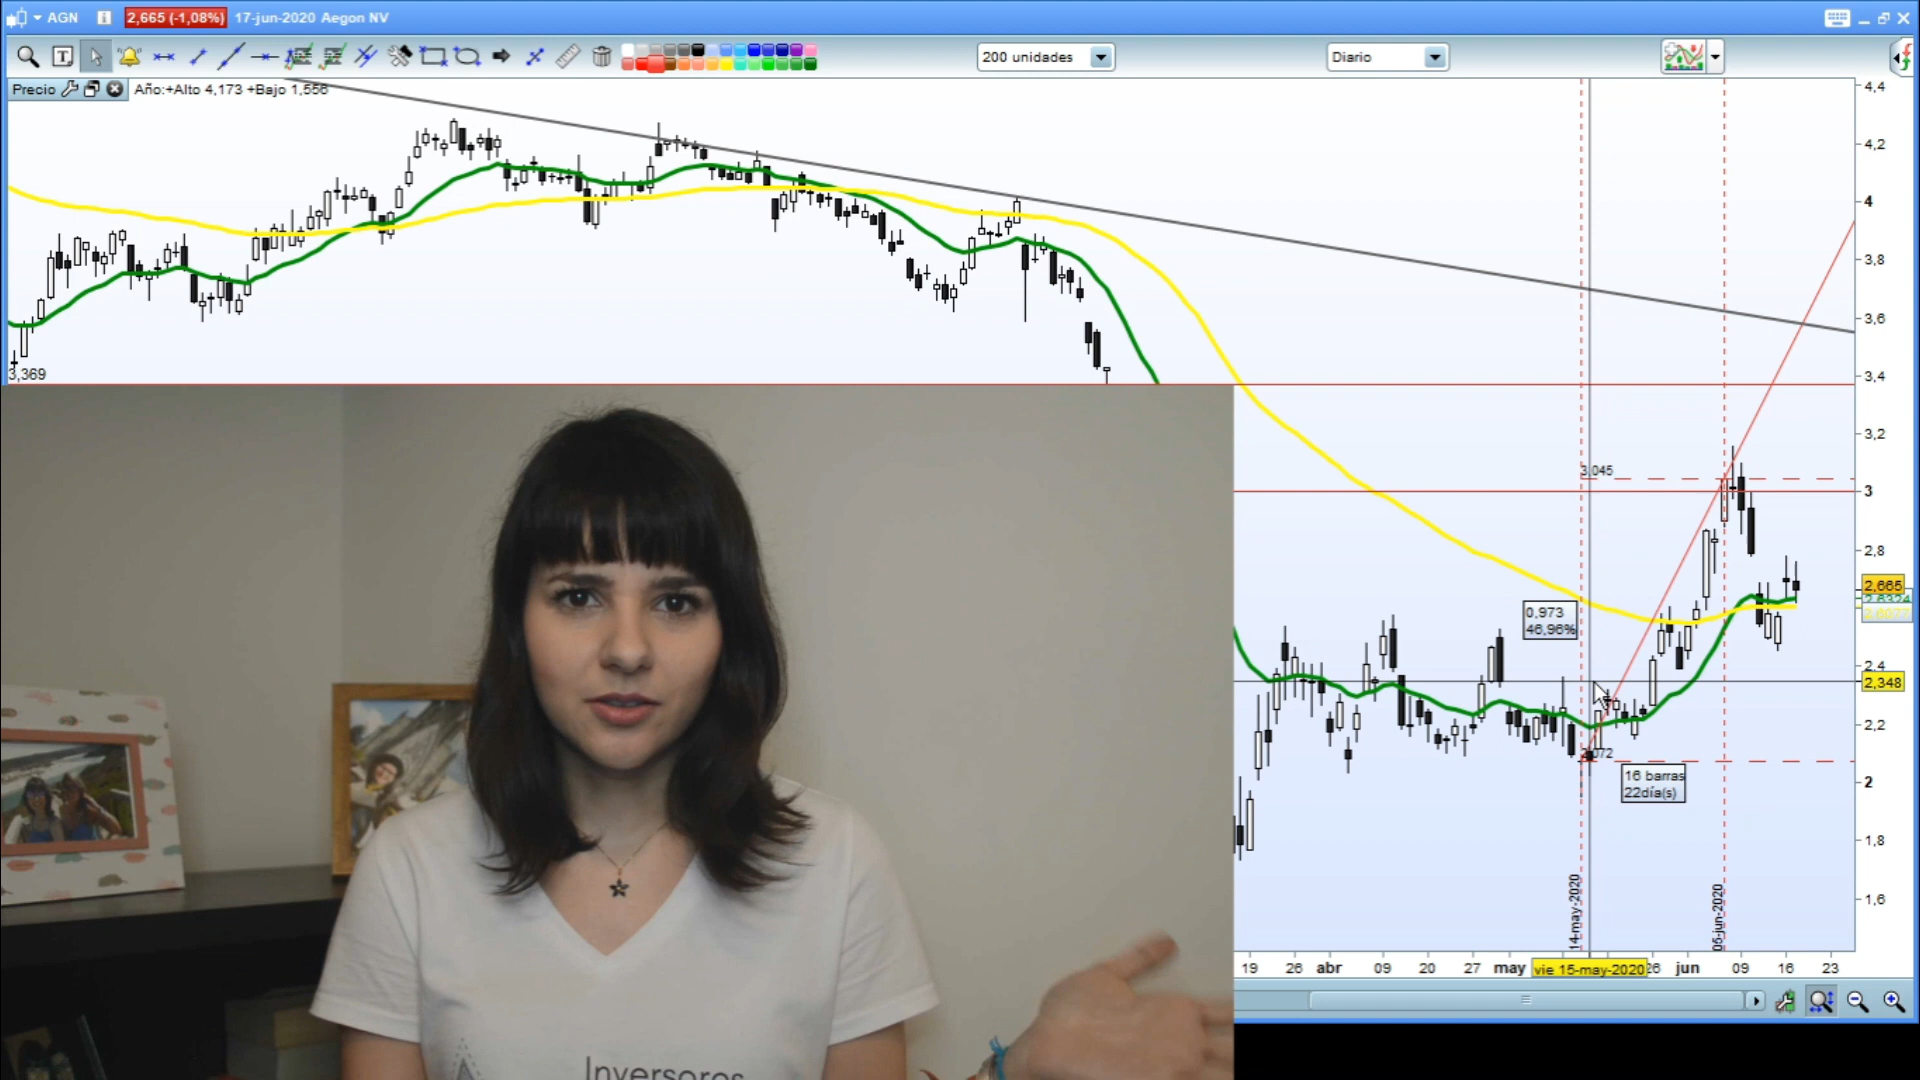 AGN i 2,665 (-1,08%) 17-jun-2020 Aegon NV
T 200 unidades Diario
Precio Año:+Alto 4,173 +Bajo 1,556
4,4
4,2
4
3,8
3,6
3,4
3,369
3,2
3,045
3
2,8
2,665
0,973
46,96%
2,4
2,348
2,2
2,072
16 barras
22día(s)
2
1,8
1,6
14-may-2020
05-jun-2020
19 26 abr 09 20 27 may vie 15-may-2020 26 jun 09 16 23
Inversores